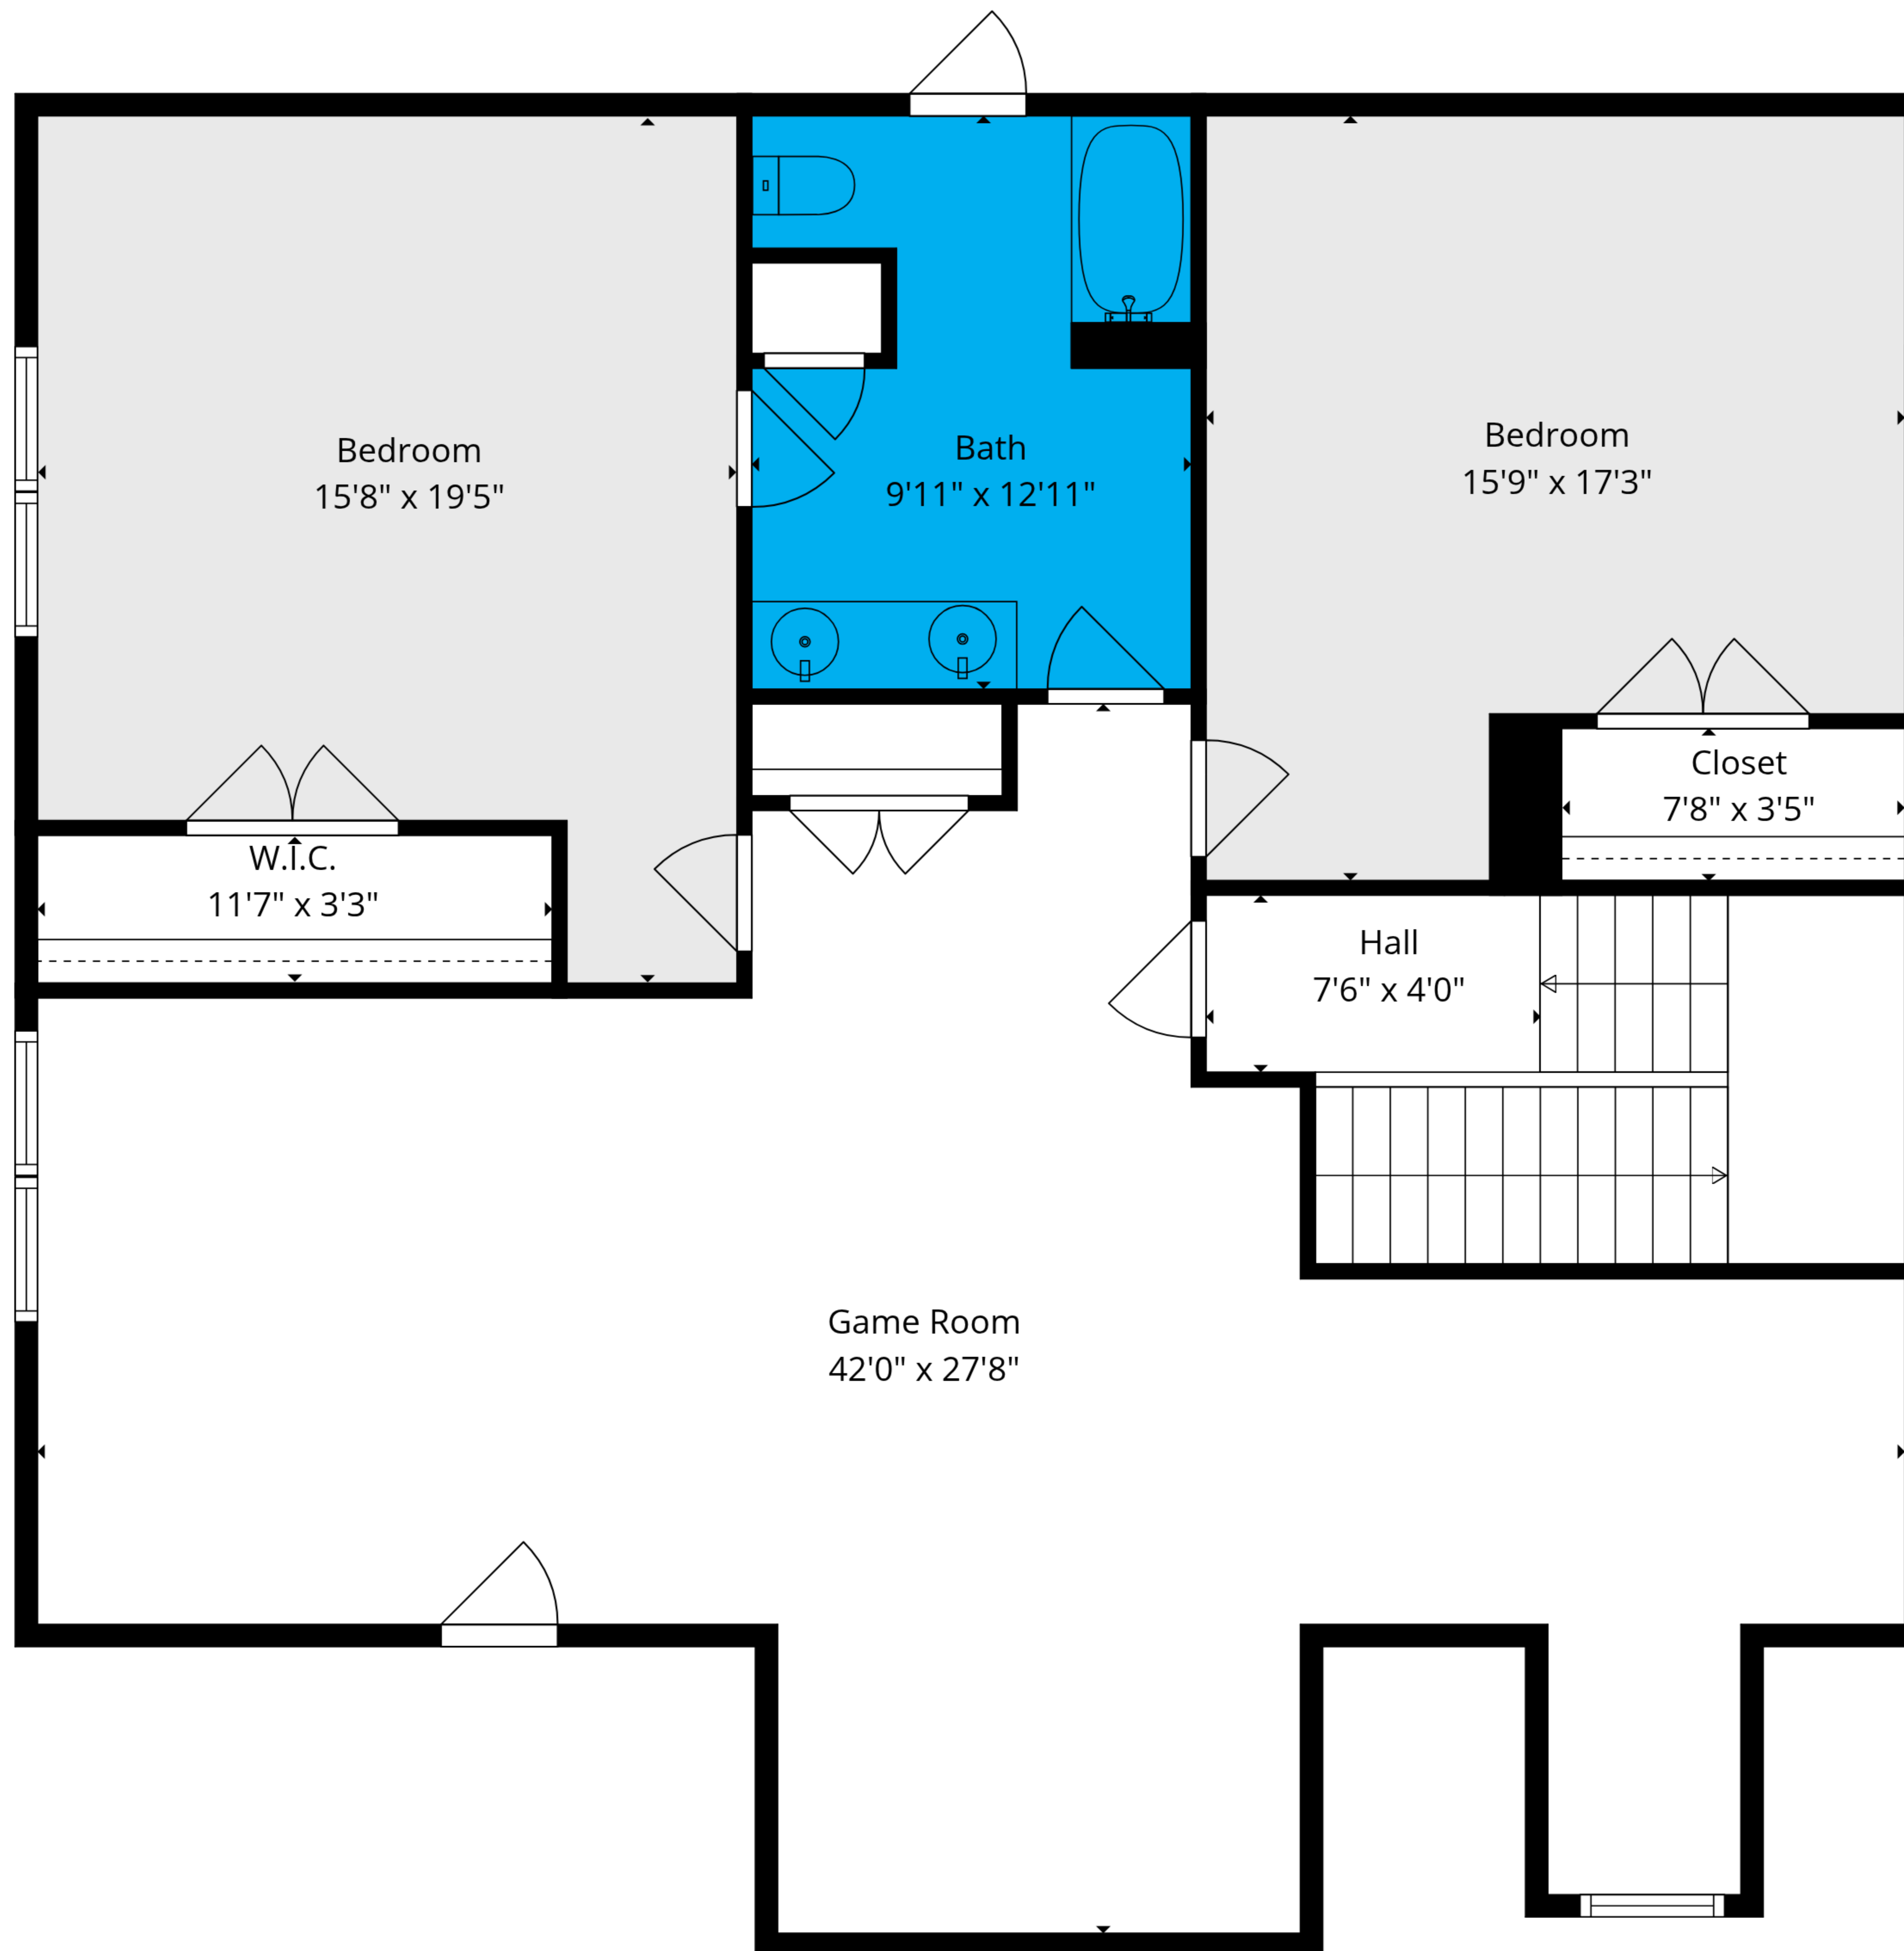 Bedroom
15'8" x 19'5"
Bath
9'11" x 12'11"
Bedroom
15'9" x 17'3"
Closet
7'8" x 3'5"
W.I.C.
11'7" x 3'3"
Hall
7'6" x 4'0"
Game Room
42'0" x 27'8"